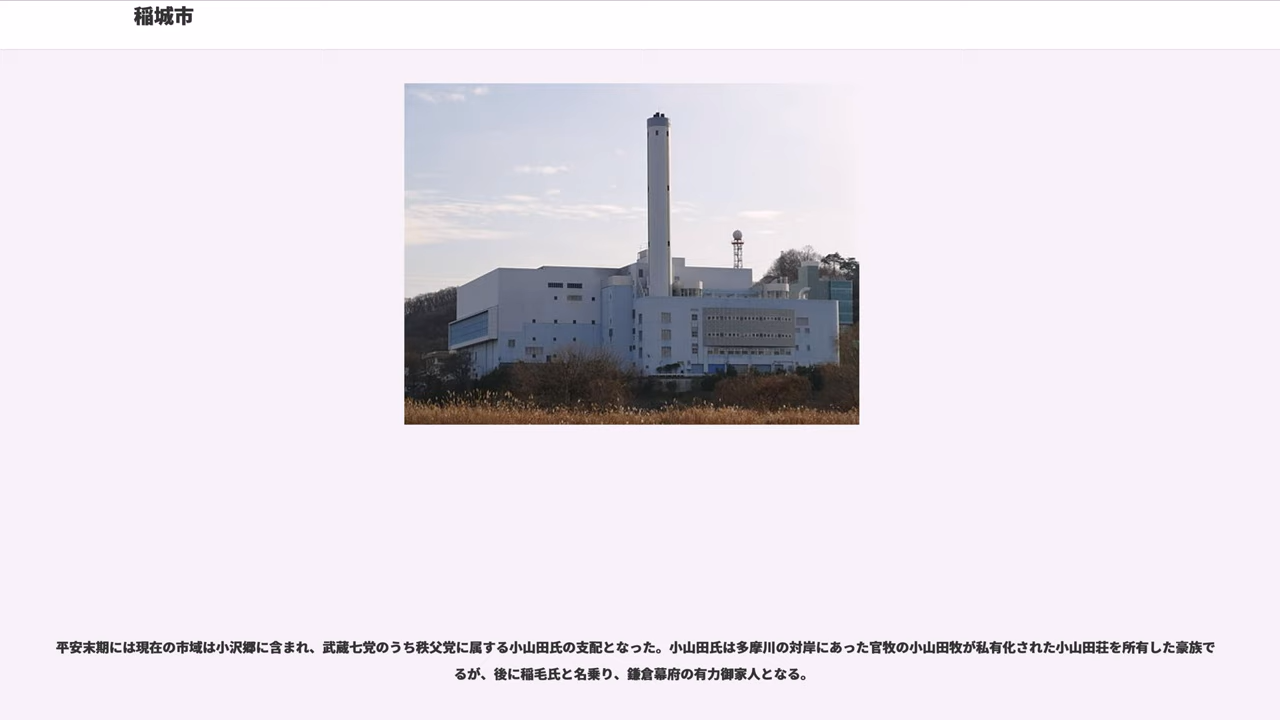 稲城市
平安末期には現在の市域は小沢郷に含まれ、武蔵七党のうち秩父党に属する小山田氏の支配となった。小山田氏は多摩川の対岸にあった官牧の小山田牧が私有化された小山田荘を所有した豪族で
るが、後に稲毛氏と名乗り、鎌倉幕府の有力御家人となる。